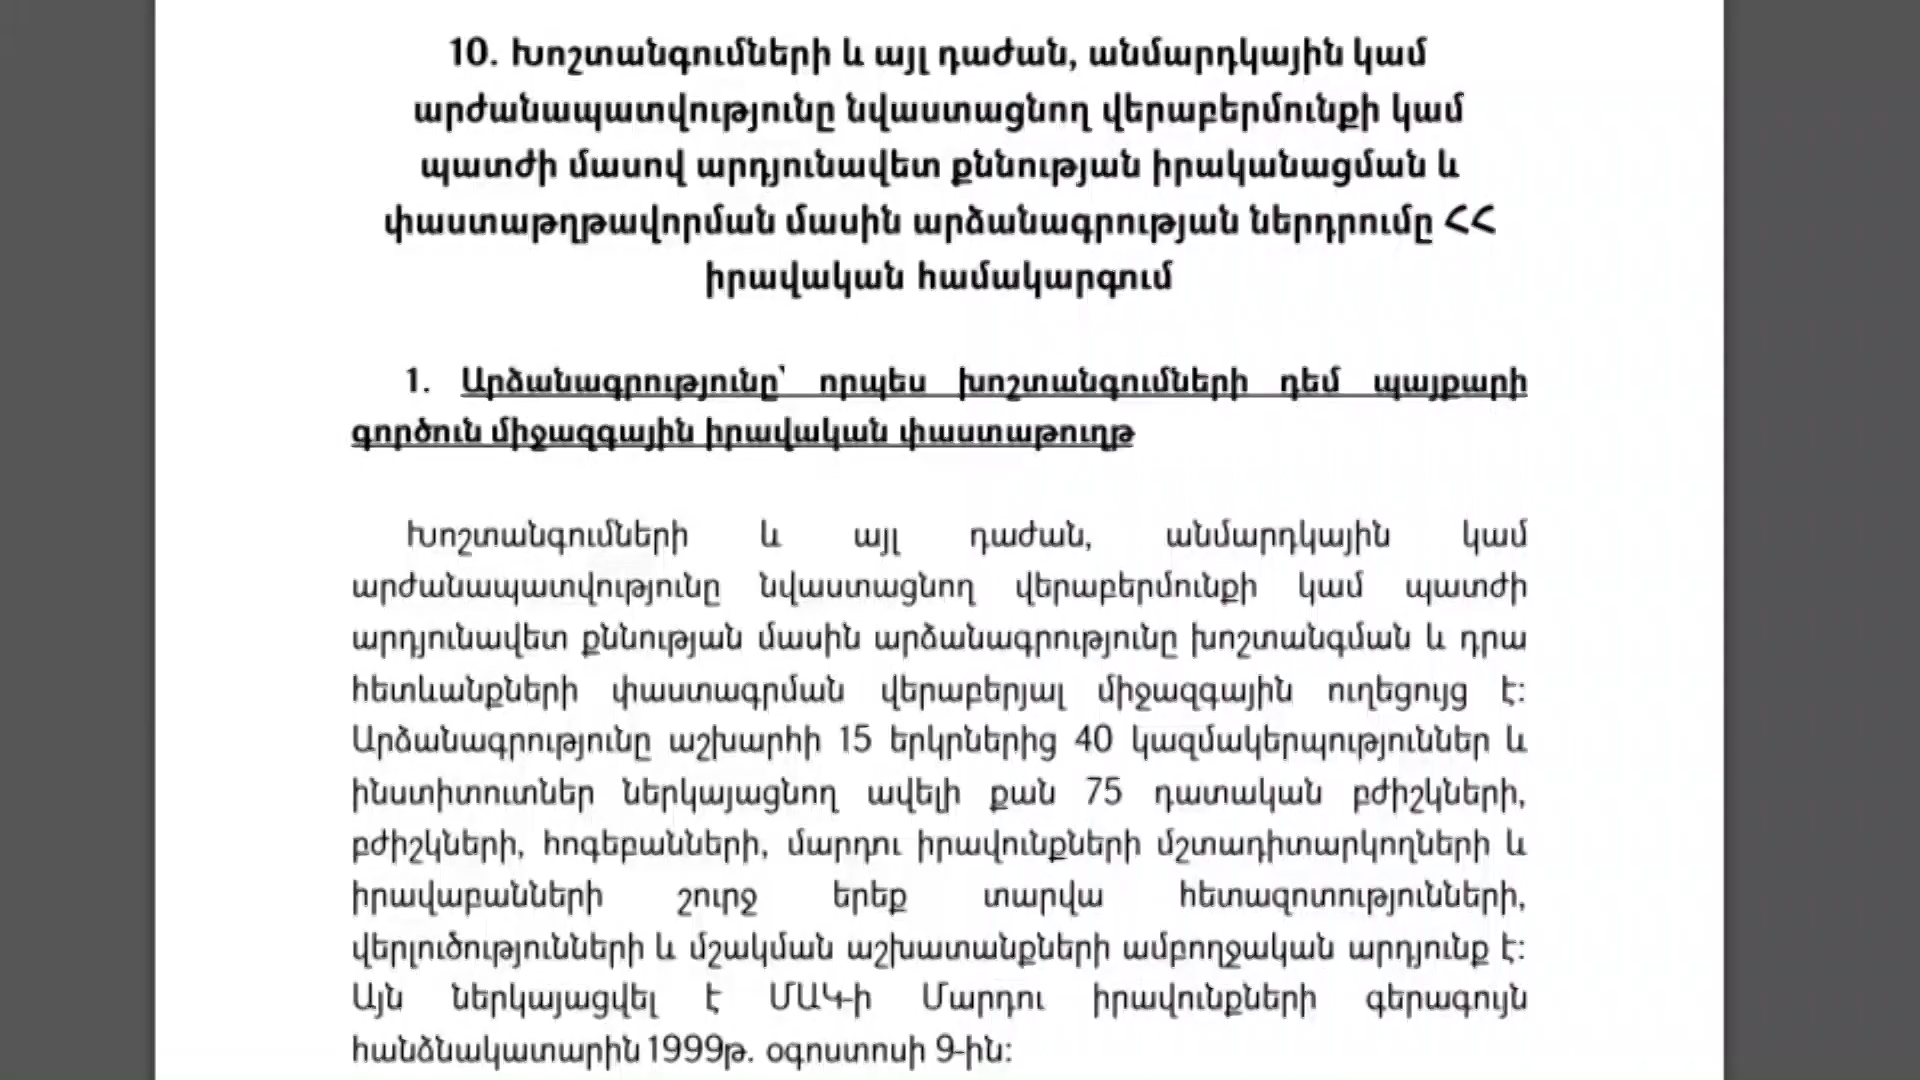 10. Խոշտանգումների և այլ դաժան, անմարդկային կամ
արժանապատվությունը նվաստացնող վերաբերմունքի կամ
պատժի մասով արդյունավետ քննության իրականացման և
փաստաթղթավորման մասին արձանագրության ներդրումը ՀՀ
իրավական համակարգում
1. Արձանագրությունը՝ որպես խոշտանգումների դեմ պայքարի
գործուն միջազգային իրավական փաստաթուղթ
Խոշտանգումների և այլ դաժան, անմարդկային կամ
արժանապատվությունը նվաստացնող վերաբերմունքի կամ պատժի
արդյունավետ քննության մասին արձանագրությունը խոշտանգման և դրա
հետևանքների փաստագրման վերաբերյալ միջազգային ուղեցույց է:
Արձանագրությունը աշխարհի 15 երկրներից 40 կազմակերպություններ և
ինստիտուտներ ներկայացնող ավելի քան 75 դատական բժիշկների,
բժիշկների, հոգեբանների, մարդու իրավունքների մշտադիտարկողների և
իրավաբանների շուրջ երեք տարվա հետազոտությունների,
վերլուծությունների և մշակման աշխատանքների ամբողջական արդյունք է:
Այն ներկայացվել է ՄԱԿ-ի Մարդու իրավունքների գերագույն
հանձնակատարին 1999թ. օգոստոսի 9-ին: